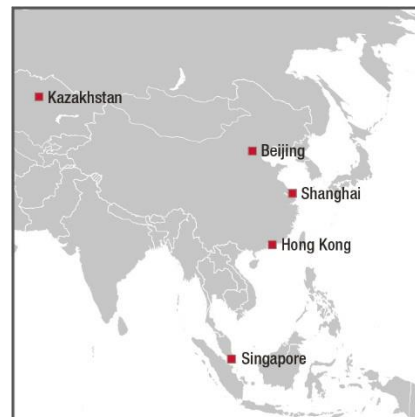 Kazakhstan
Beijing
Shanghai
Hong Kong
Singapore